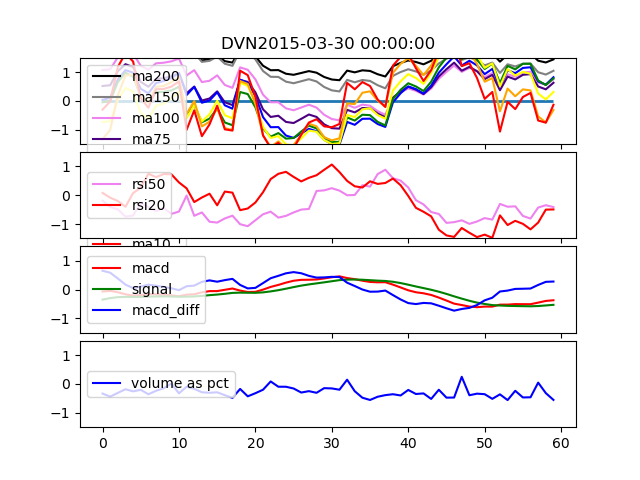 DVN2015-03-30 00:00:00
1
0
−1
ma200
ma150
ma100
ma75
1
0
−1
rsi50
rsi20
ma10
1
0
−1
macd
signal
macd_diff
1
0
−1
volume as pct
0 10 20 30 40 50 60